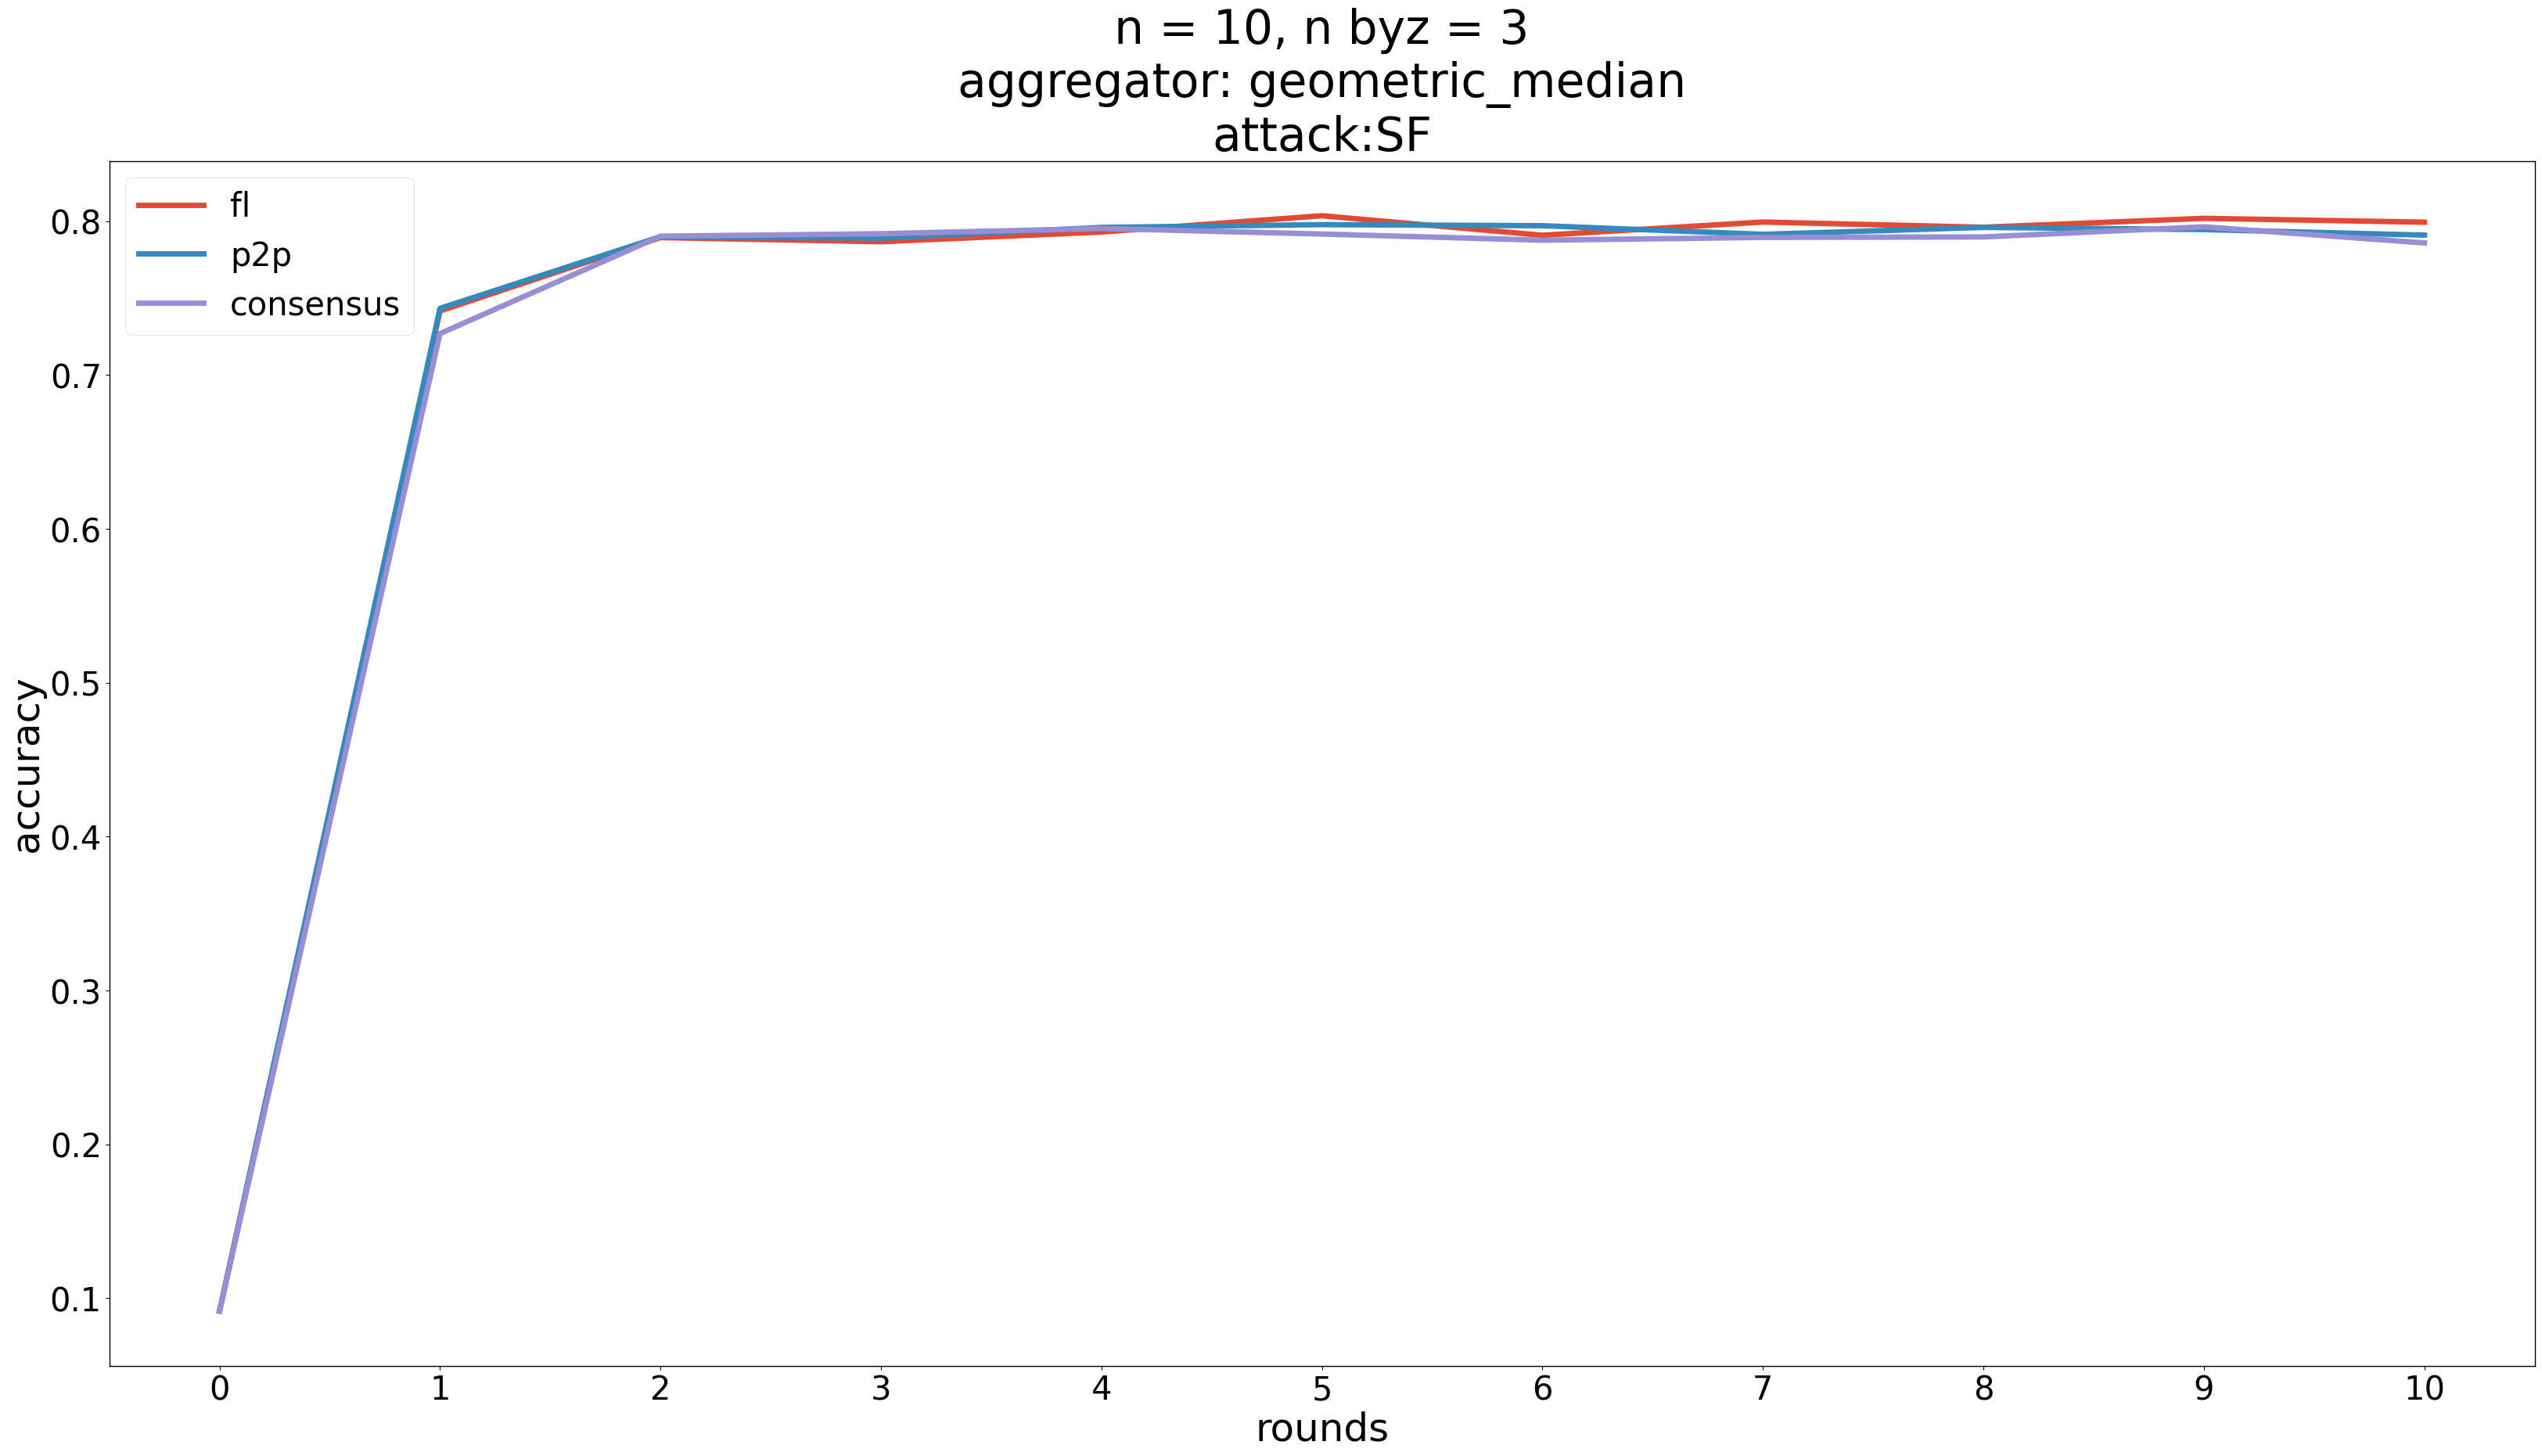 n = 10, n byz = 3
aggregator: geometric_median
attack:SF
fl
p2p
consensus
0.8
0.7
0.6
0.5
0.4
0.3
0.2
0.1
accuracy
0 1 2 3 4 5 6 7 8 9 10
rounds